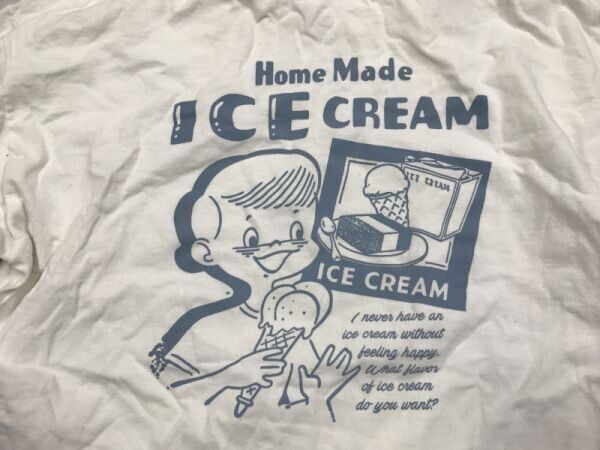 Home Made
ICE CREAM
ICE CREAM
ICE CREAM
I never have an
ice cream without
feeling happy.
What flavor
of ice cream
do you want?